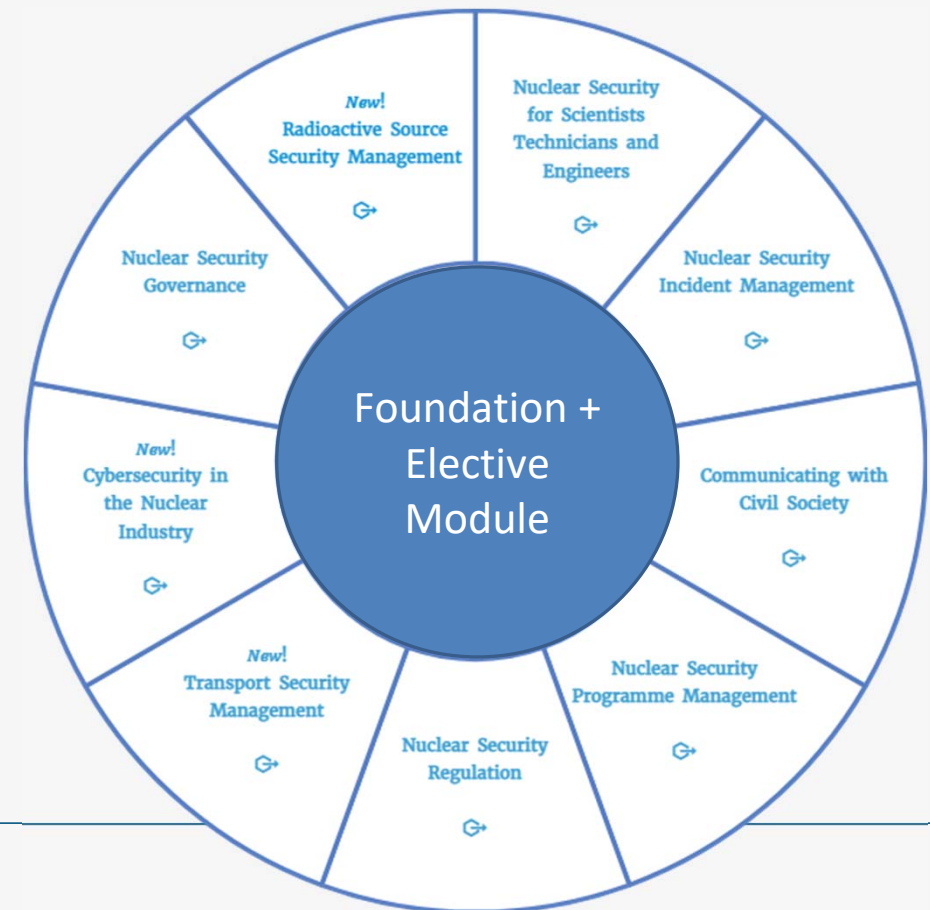 New!
Radioactive Source
Security Management
Nuclear Security
for Scientists
Technicians and
Engineers
Nuclear Security
Incident Management
Communicating with
Civil Society
Nuclear Security
Programme Management
Nuclear Security
Regulation
New!
Transport Security
Management
New!
Cybersecurity in
the Nuclear
Industry
Nuclear Security
Governance
Foundation +
Elective
Module